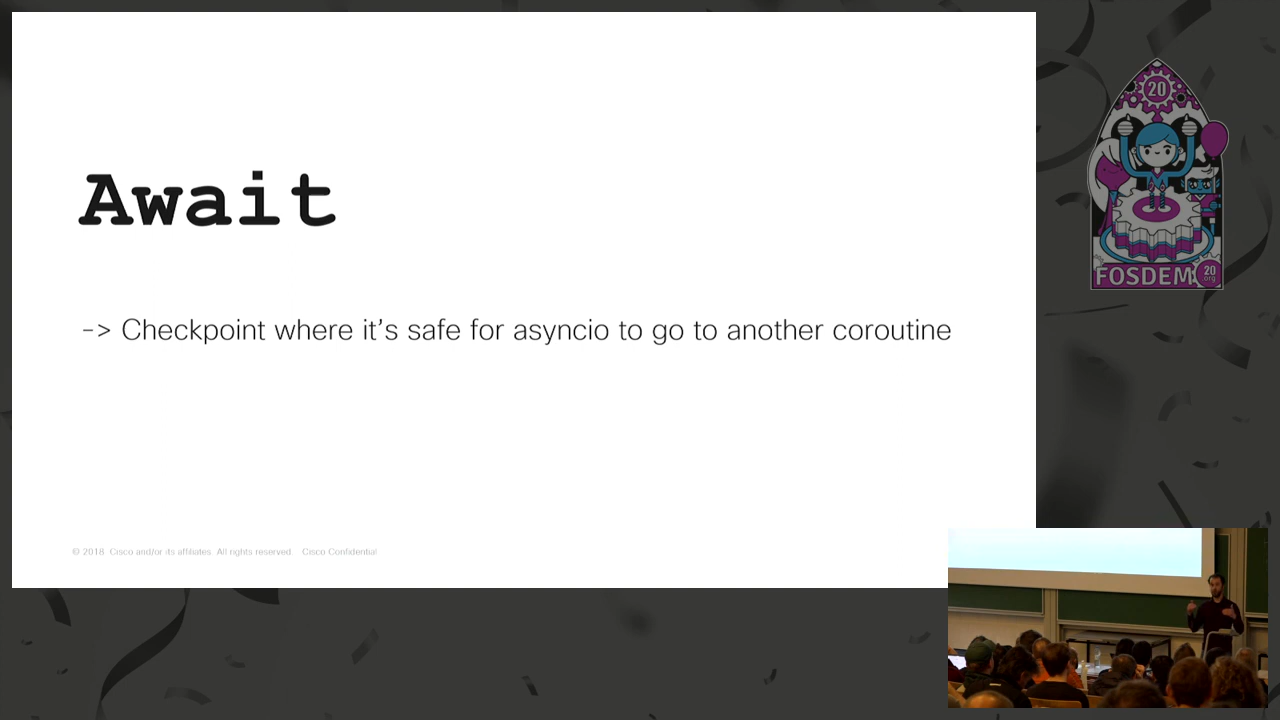 Await
-> Checkpoint where it's safe for asyncio to go to another coroutine
© 2018 Cisco and/or its affiliates. All rights reserved. Cisco Confidential
20
FOSDEM
20
.org